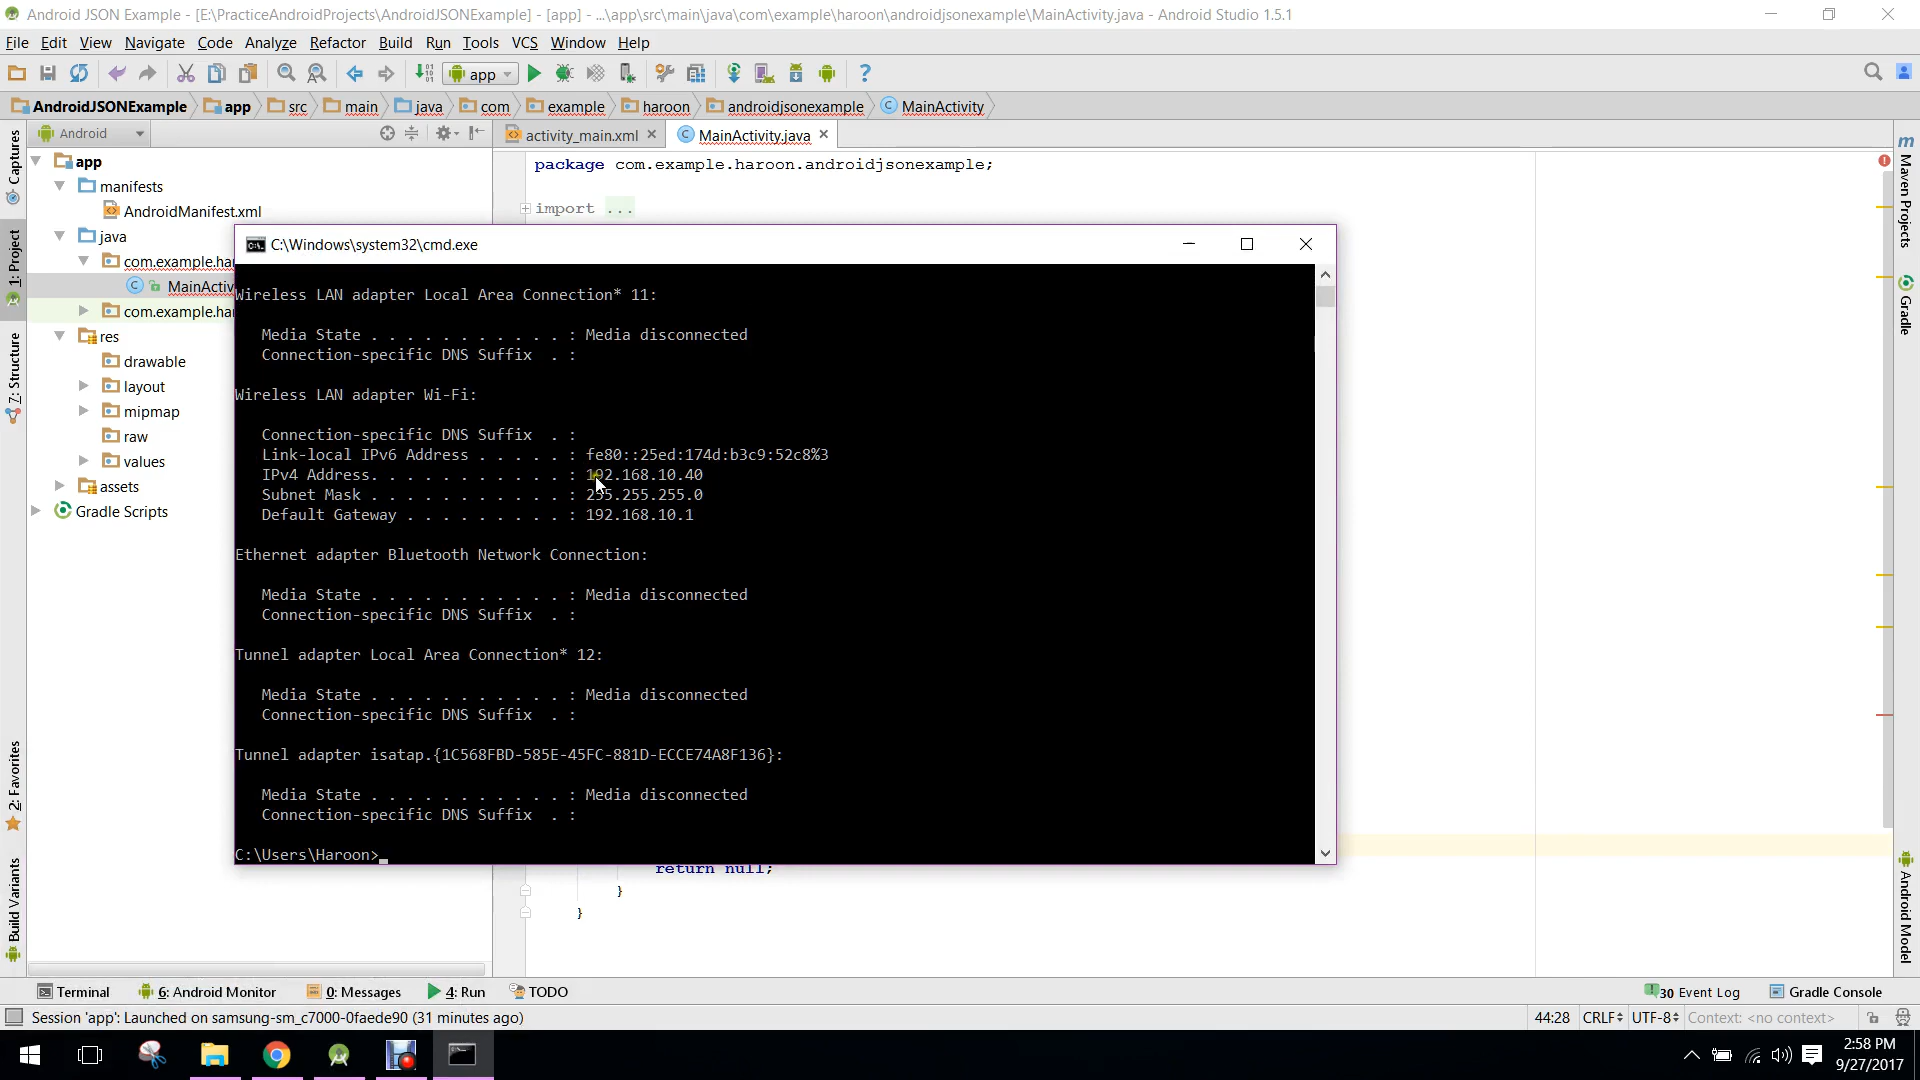 Android JSON Example - [E:\PracticeAndroidProjects\AndroidJSONExample] - [app] - ...\app\src\main\java\com\example\haroon\androidjsonexample\MainActivity.java - Android Studio 1.5.1
File Edit View Navigate Code Analyze Refactor Build Run Tools VCS Window Help
app
AndroidJSONExample app src main java com example haroon androidjsonexample MainActivity
Android
activity_main.xml MainActivity.java
app
manifests
AndroidManifest.xml
java
com.example.har
MainActiv
com.example.har
res
drawable
layout
mipmap
raw
values
assets
Gradle Scripts
Captures
1: Project
7: Structure
2: Favorites
Build Variants
package com.example.haroon.androidjsonexample;
import ...
C:\Windows\system32\cmd.exe
Wireless LAN adapter Local Area Connection* 11:
Media State . . . . . . . . . . . : Media disconnected
Connection-specific DNS Suffix  . :
Wireless LAN adapter Wi-Fi:
Connection-specific DNS Suffix  . :
Link-local IPv6 Address . . . . . : fe80::25ed:174d:b3c9:52c8%3
IPv4 Address. . . . . . . . . . . : 192.168.10.40
Subnet Mask . . . . . . . . . . . : 255.255.255.0
Default Gateway . . . . . . . . . : 192.168.10.1
Ethernet adapter Bluetooth Network Connection:
Media State . . . . . . . . . . . : Media disconnected
Connection-specific DNS Suffix  . :
Tunnel adapter Local Area Connection* 12:
Media State . . . . . . . . . . . : Media disconnected
Connection-specific DNS Suffix  . :
Tunnel adapter isatap.{1C568FBD-585E-45FC-881D-ECCE74A8F136}:
Media State . . . . . . . . . . . : Media disconnected
Connection-specific DNS Suffix  . :
C:\Users\Haroon>_
return null;
}
}
m Maven Projects
Gradle
Android Model
Terminal 6: Android Monitor 0: Messages 4: Run TODO 30 Event Log Gradle Console
Session 'app': Launched on samsung-sm_c7000-0faede90 (31 minutes ago) 44:28 CRLF UTF-8 Context: <no context>
2:58 PM
9/27/2017